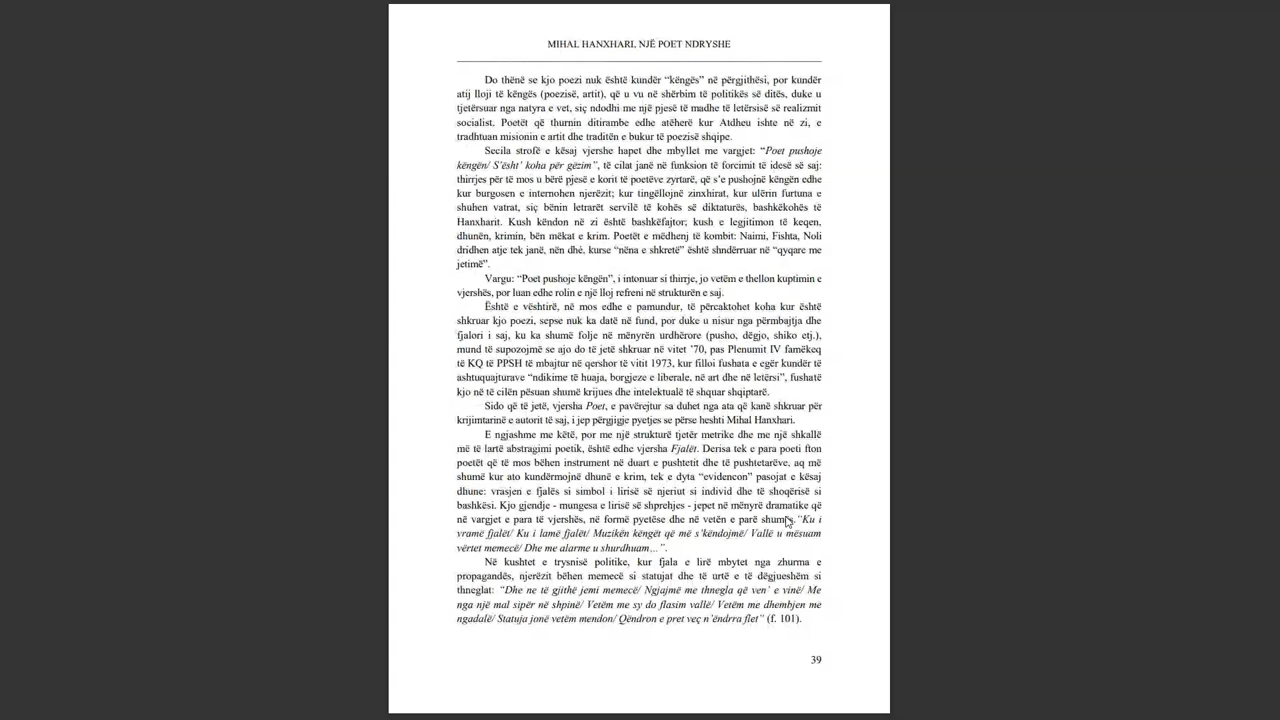 MIHAL HANXHARI, NJË POET NDRYSHE
Do thënë se kjo poezi nuk është kundër “këngës” në përgjithësi, por kundër
atij lloji të këngës (poezisë, artit), që u vu në shërbim të politikës së ditës, duke u
tjetërsuar nga natyra e vet, siç ndodhi me një pjesë të madhe të letërsisë së realizmit
socialist. Poetët që thurnin ditirambe edhe atëherë kur Atdheu ishte në zi, e
tradhtuan misionin e artit dhe traditën e bukur të poezisë shqipe.
Secila strofë e kësaj vjershe hapet dhe mbyllet me vargjet: “Poet pushoje
këngën/ S’ësht’ koha për gëzim”, të cilat janë në funksion të forcimit të idesë së saj:
thirrjes për të mos u bërë pjesë e korit të poetëve zyrtarë, që s’e pushojnë këngën edhe
kur burgosen e internohen njerëzit; kur tingëllojnë zinxhirat, kur ulërin furtuna e
shuhen vatrat, siç bënin letrarët servilë të kohës së diktaturës, bashkëkohës të
Hanxharit. Kush këndon në zi është bashkëfajtor; kush e legjitimon të keqen,
dhunën, krimin, bën mëkat e krim. Poetët e mëdhenj të kombit: Naimi, Fishta, Noli
dridhen atje tek janë, nën dhé, kurse “nëna e shkretë” është shndërruar në “qyqare me
jetimë”.
Vargu: “Poet pushoje këngën”, i intonuar si thirrje, jo vetëm e thellon kuptimin e
vjershës, por luan edhe rolin e një lloj refreni në strukturën e saj.
Është e vështirë, në mos edhe e pamundur, të përcaktohet koha kur është
shkruar kjo poezi, sepse nuk ka datë në fund, por duke u nisur nga përmbajtja dhe
fjalori i saj, ku ka shumë folje në mënyrën urdhërore (pusho, dëgjo, shiko etj.),
mund të supozojmë se ajo do të jetë shkruar në vitet ’70, pas Plenumit IV famëkeq
të KQ të PPSH të mbajtur në qershor të vitit 1973, kur filloi fushata e egër kundër të
ashtuquajturave “ndikime të huaja, borgjeze e liberale, në art dhe në letërsi”, fushatë
kjo në të cilën pësuan shumë krijues dhe intelektualë të shquar shqiptarë.
Sido që të jetë, vjersha Poet, e pavërejtur sa duhet nga ata që kanë shkruar për
krijimtarinë e autorit të saj, i jep përgjigje pyetjes se përse heshti Mihal Hanxhari.
E ngjashme me këtë, por me një strukturë tjetër metrike dhe me një shkallë
më të lartë abstragimi poetik, është edhe vjersha Fjalët. Derisa tek e para poeti fton
poetët që të mos bëhen instrument në duart e pushtetit dhe të pushtetarëve, aq më
shumë kur ato kundërmojnë dhunë e krim, tek e dyta “evidencon” pasojat e kësaj
dhune: vrasjen e fjalës si simbol i lirisë së njeriut si individ dhe të shoqërisë si
bashkësi. Kjo gjendje - mungesa e lirisë së shprehjes - jepet në mënyrë dramatike që
në vargjet e para të vjershës, në formë pyetëse dhe në vetën e parë shumës. “Ku i
vramë fjalët/ Ku i lamë fjalët/ Muzikën këngët që më s’këndojmë/ Vallë u mësuam
vërtet memecë/ Dhe me alarme u shurdhuam…”.
Në kushtet e trysnisë politike, kur fjala e lirë mbytet nga zhurma e
propagandës, njerëzit bëhen memecë si statujat dhe të urtë e të dëgjueshëm si
thneglat: “Dhe ne të gjithë jemi memecë/ Ngjajmë me thnegla që ven’ e vinë/ Me
nga një mal sipër në shpinë/ Vetëm me sy do flasim vallë/ Vetëm me dhembjen me
ngadalë/ Statuja jonë vetëm mendon/ Qëndron e pret veç n’ëndrra flet” (f. 101).
39